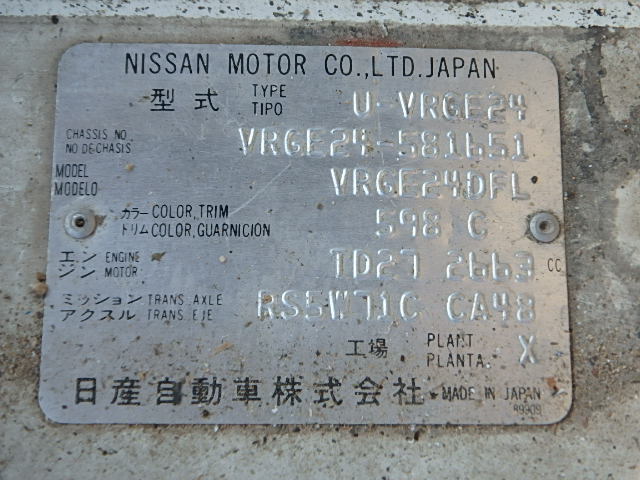 NISSAN MOTOR CO.,LTD.JAPAN
型式 TYPE TIPO U-VRGE24
CHASSIS NO. NO DE CHASIS VRGE24-581651
MODEL MODELO VRGE24DFL
カラー COLOR,TRIM トリム COLOR,GUARNICION 598 C
エンジン ENGINE MOTOR TD27 2663 CC
ミッション TRANS. AXLE アクスル TRANS. EJE RS5W71C CA48
工場 PLANT PLANTA X
日産自動車株式会社 MADE IN JAPAN
89909